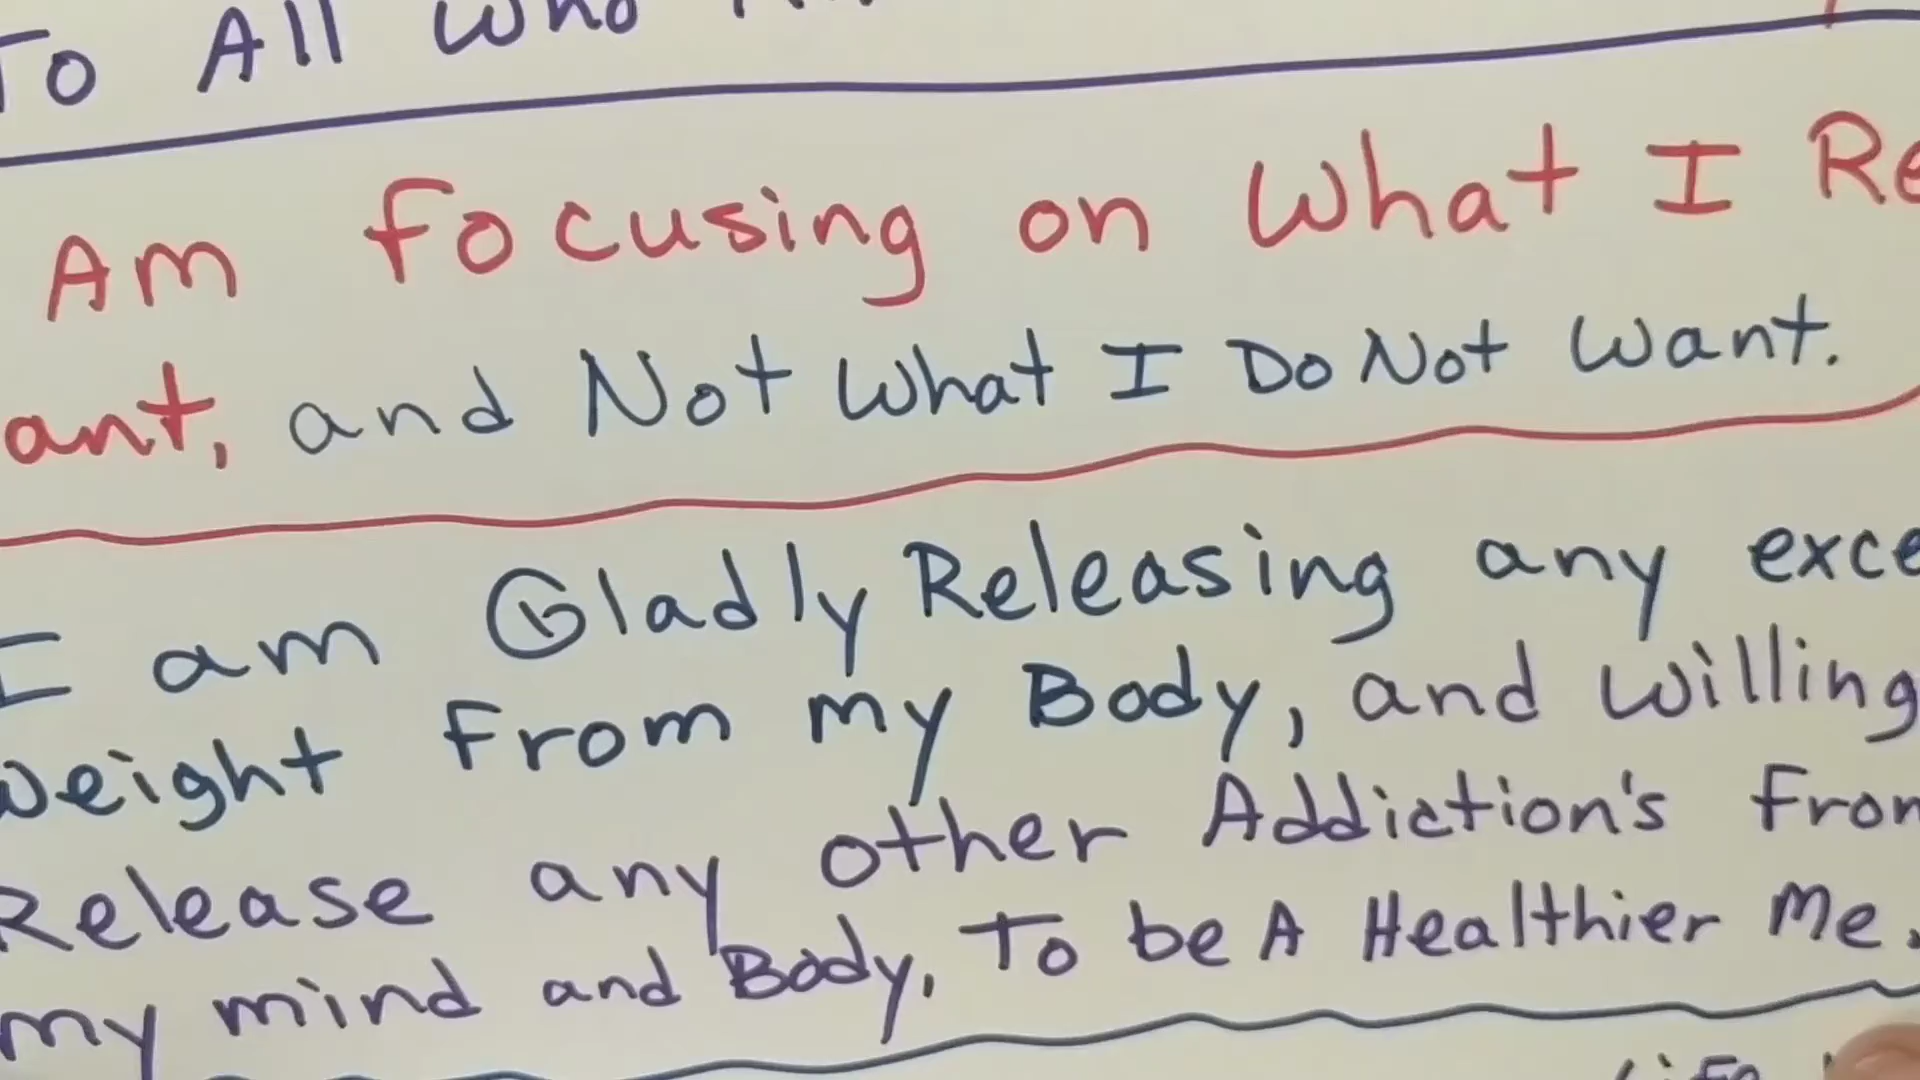 To All Who
Am focusing on What I Re
ant, and Not What I Do Not Want.
I am Gladly Releasing any exce
Weight From my Body, and willing
Release any other Addiction's From
my mind and Body, To be A Healthier Me.
Life